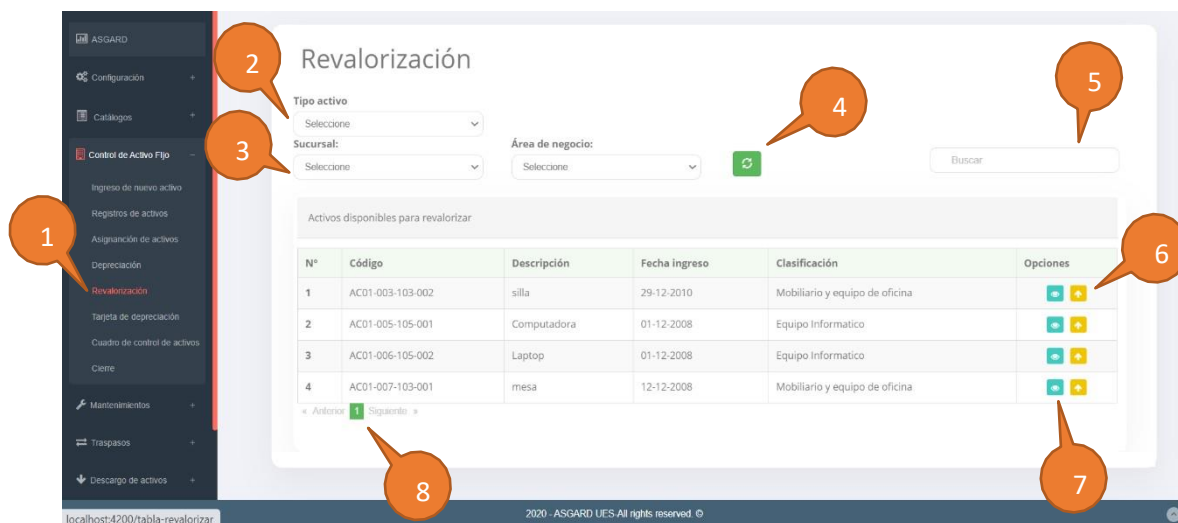 ASGARD
Configuración +
Catálogos +
Control de Activo FIjo –
Ingreso de nuevo activo
Registros de activos
Asignanción de activos
Depreciación
Revalorización
Tarjeta de depreciación
Cuadro de control de activos
Cierre
Mantenimientos +
Traspasos +
Descargo de activos +
localhost:4200/tabla-revalorizar
1
2
3
4
5
6
7
8
Revalorización
Tipo activo
Seleccione
Sucursal: Área de negocio:
Seleccione Seleccione
Buscar
Activos disponibles para revalorizar
N° Código Descripción Fecha ingreso Clasificación Opciones
1 AC01-003-103-002 silla 29-12-2010 Mobiliario y equipo de oficina
2 AC01-005-105-001 Computadora 01-12-2008 Equipo Informatico
3 AC01-006-105-002 Laptop 01-12-2008 Equipo Informatico
4 AC01-007-103-001 mesa 12-12-2008 Mobiliario y equipo de oficina
« Anterior 1 Siguiente »
2020 - ASGARD UES-All rights reserved. ©